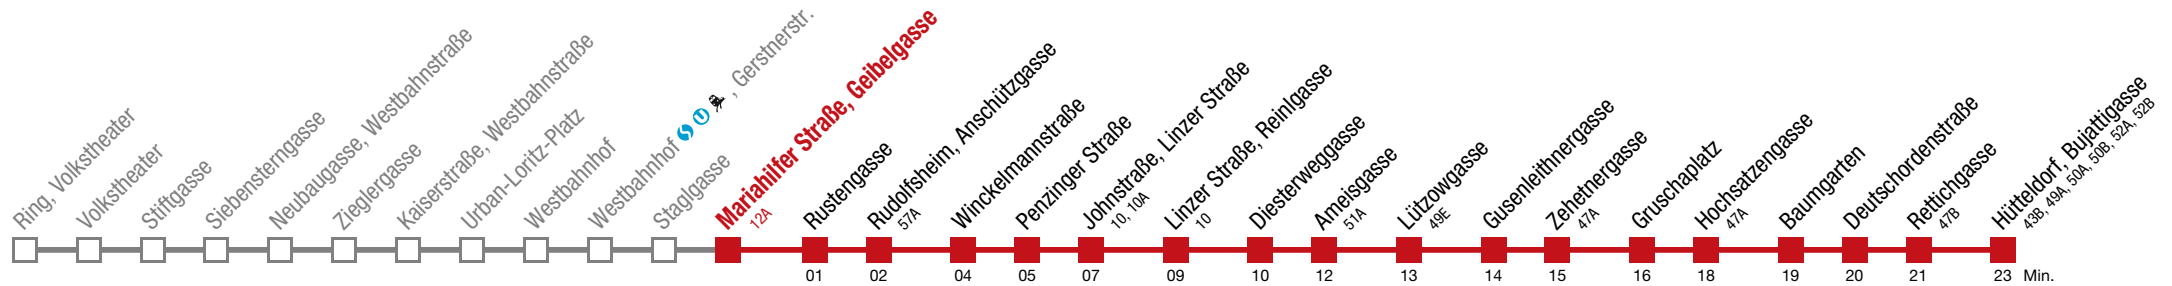 Ring, Volkstheater
Volkstheater
Stiftgasse
Siebensterngasse
Neubaugasse, Westbahnstraße
Zieglergasse
Kaiserstraße, Westbahnstraße
Urban-Loritz-Platz
Westbahnhof
Westbahnhof S U , Gerstnerstr.
Staglgasse
Mariahilfer Straße, Geibelgasse
12A
Rustengasse
Rudolfsheim, Anschützgasse
57A
Winckelmannstraße
Penzinger Straße
Johnstraße, Linzer Straße
10, 10A
Linzer Straße, Reinlgasse
10
Diesterweggasse
Ameisgasse
51A
Lützowgasse
49E
Gusenleithnergasse
Zehetnergasse
47A
Gruschaplatz
Hochsatzengasse
47A
Baumgarten
Deutschordenstraße
Rettichgasse
47B
Hütteldorf, Bujattigasse
43B, 49A, 50A, 50B, 52A, 52B
01 02 04 05 07 09 10 12 13 14 15 16 18 19 20 21 23 Min.